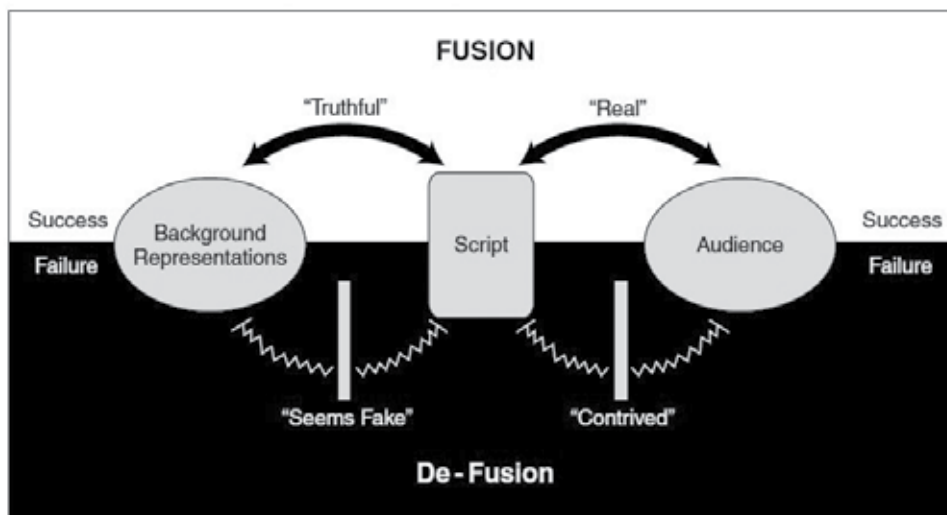 FUSION
“Truthful”
“Real”
Success
Success
Background
Representations
Script
Audience
Failure
Failure
“Seems Fake”
“Contrived”
De - Fusion